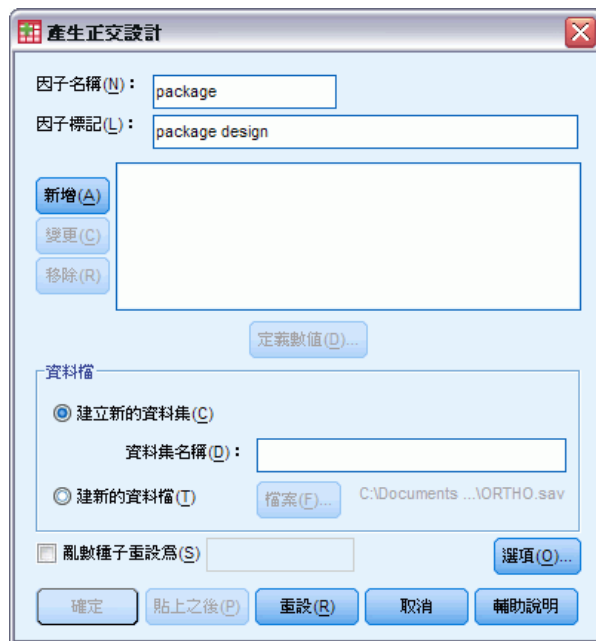 產生正交設計
因子名稱(N)： package
因子標記(L)： package design
新增(A)
變更(C)
移除(R)
定義數值(D)...
資料檔
建立新的資料集(C)
資料集名稱(D)：
建新的資料檔(T) 檔案(F)... C:\Documents ...\ORTHO.sav
亂數種子重設為(S) 選項(O)...
確定 貼上之後(P) 重設(R) 取消 輔助說明